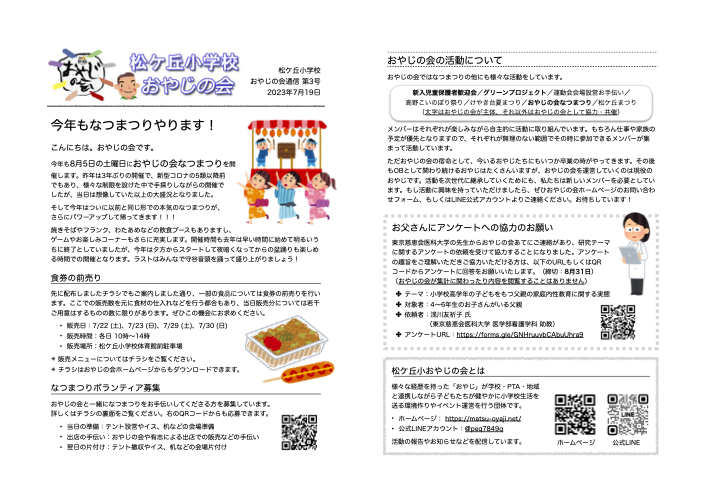 おやじの会
松ケ丘小学校
おやじの会
松ケ丘小学校
おやじの会通信 第3号
2023年7月19日
今年もなつまつりやります！
こんにちは。おやじの会です。
今年も8月5日の土曜日におやじの会なつまつりを開
催します。昨年は3年ぶりの開催で、新型コロナの5類以降前
でもあり、様々な制限を設けた中で手探りしながらの開催で
したが、当日は想像していた以上の大盛況となりました。
そして今年はついに以前と同じ形での本気のなつまつりが、
さらにパワーアップして帰ってきます！！！
焼きそばやフランク、わたあめなどの飲食ブースもありますし、
ゲームやお楽しみコーナーもさらに充実します。開催時間も去年は早い時間に始めて明るいう
ちに終了としていましたが、今年は夕方からスタートして夜暗くなってからの盆踊りも楽しめ
る時間での開催となります。ラストはみんなで守谷音頭を踊って盛り上がりましょう！
食券の前売り
先に配布しましたチラシでもご案内しました通り、一部の食品については食券の前売りを行い
ます。ここでの販売数を元に食材の仕入れなどを行う都合もあり、当日販売分については若干
ご用意はするものの数に限りがあります。ぜひこの機会にお求めください。
・ 販売日：7/22 (土)、7/23 (日)、7/29 (土)、7/30 (日)
・ 販売時間：各日 10時〜14時
・ 販売場所：松ケ丘小学校体育館前駐車場
＊ 販売メニューについてはチラシをご覧ください。
＊ チラシはおやじの会ホームページからもダウンロードできます。
なつまつりボランティア募集
おやじの会と一緒になつまつりをお手伝いしてくださる方を募集しています。
詳しくはチラシの裏面をご覧ください。右のQRコードからも応募できます。
・ 当日の準備：テント設営やイス、机などの会場準備
・ 出店の手伝い：おやじの会や有志による出店での販売などの手伝い
・ 翌日の片付け：テント撤収やイス、机などの会場片付け
おやじの会の活動について
おやじの会ではなつまつりの他にも様々な活動をしています。
新入児童保護者歓迎会／グリーンプロジェクト／運動会会場設営お手伝い／
高野こいのぼり祭り／けやき台夏まつり／おやじの会なつまつり／松ケ丘まつり
（太字はおやじの会が主体、それ以外はおやじの会として協力・共催）
メンバーはそれぞれが楽しみながら自主的に活動に取り組んでいます。もちろん仕事や家族の
予定が優先となりますので、それぞれが無理のない範囲でその時に参加できるメンバーが集
まって活動しています。
ただおやじの会の宿命として、今いるおやじたちにもいつか卒業の時がやってきます。その後
もOBとして関わり続けるおやじはたくさんいますが、おやじの会を運営していくのは現役の
おやじです。活動を次世代に継承していくためにも、私たちは新しいメンバーを必要としてい
ます。もし活動に興味を持っていただけましたら、ぜひおやじの会ホームページのお問い合わ
せフォーム、もしくはLINE公式アカウントよりご連絡ください。お待ちしています！
お父さんにアンケートへの協力のお願い
東京慈恵会医科大学の先生からおやじの会あてにご連絡があり、研究テーマ
に関するアンケートの依頼を受けて協力することになりました。アンケート
の趣旨をご理解いただきご協力いただける方は、以下のURLもしくはQR
コードからアンケートに回答をお願いいたします。（締切：8月31日）
（おやじの会が集計に関わったり内容を閲覧することはありません）
✤ テーマ：小学校高学年の子どもをもつ父親の家庭内性教育に関する実態
✤ 対象者：4〜6年生のお子さんがいる父親
✤ 依頼者：浅川友祈子 氏
（東京慈恵会医科大学 医学部看護学科 助教）
✤ アンケートURL：https://forms.gle/GNHruuvbCAbuUhra9
松ケ丘小おやじの会とは
様々な経歴を持った「おやじ」が学校・PTA・地域
と連携しながら子どもたちが健やかに小学校生活を
送る環境作りやイベント運営を行う団体です。
・ ホームページ： https://matsu-oyaji.net/
・ 公式LINEアカウント：@peq7849q
活動の報告やお知らせなどを配信しています。
LINE
ホームページ
公式LINE